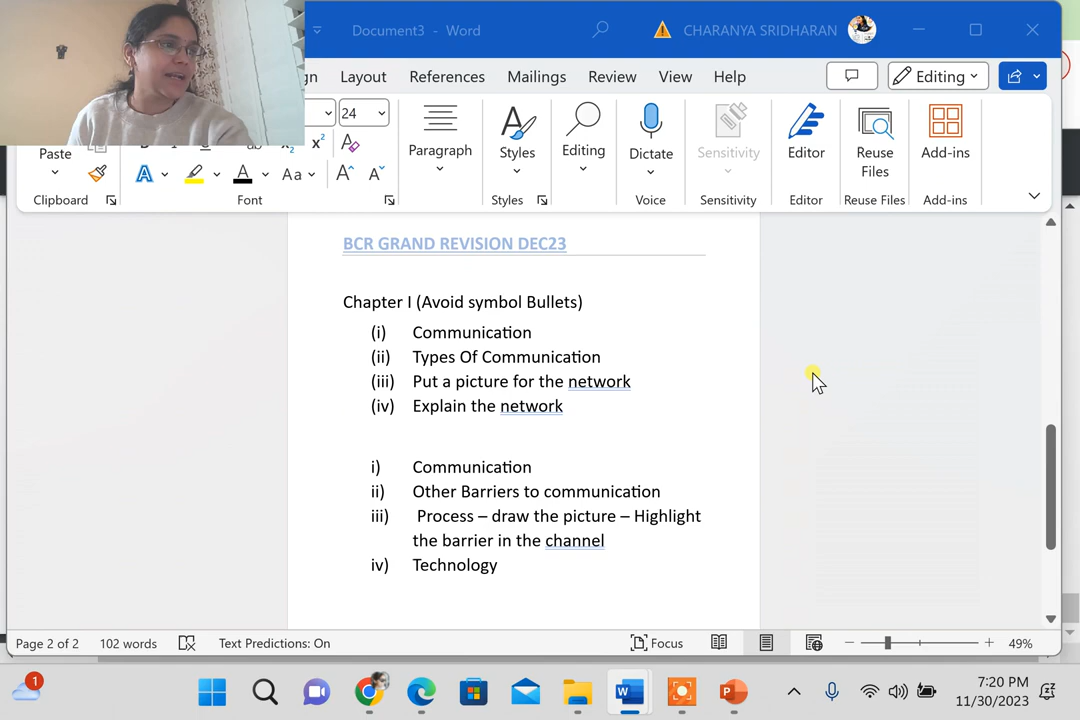 Document3 - Word
CHARANYA SRIDHARAN
Layout References Mailings Review View Help
Editing
24
Paste
Aa
Paragraph
Styles
Editing
Dictate
Sensitivity
Editor
Reuse Files
Add-ins
Clipboard
Font
Styles
Voice
Sensitivity
Editor
Reuse Files
Add-ins
BCR GRAND REVISION DEC23
Chapter I (Avoid symbol Bullets)
(i) Communication
(ii) Types Of Communication
(iii) Put a picture for the network
(iv) Explain the network
i) Communication
ii) Other Barriers to communication
iii) Process – draw the picture – Highlight
the barrier in the channel
iv) Technology
Page 2 of 2 102 words Text Predictions: On Focus 49%
1
7:20 PM
11/30/2023